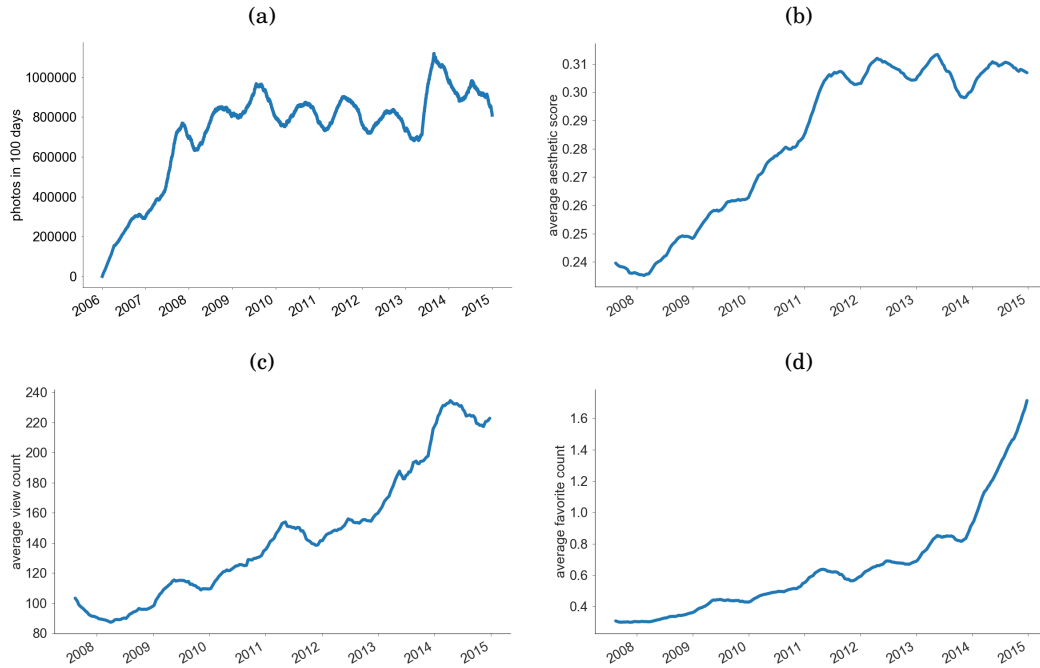 (a)
photos in 100 days
1000000
800000
600000
400000
200000
0
2006 2007 2008 2009 2010 2011 2012 2013 2014 2015
(b)
average aesthetic score
0.31
0.30
0.28
0.27
0.26
0.25
0.24
2008 2009 2010 2011 2012 2013 2014 2015
(c)
average view count
240
220
200
180
160
140
120
100
80
2008 2009 2010 2011 2012 2013 2014 2015
(d)
average favorite count
1.6
1.4
1.2
1.0
0.8
0.6
0.4
2008 2009 2010 2011 2012 2013 2014 2015